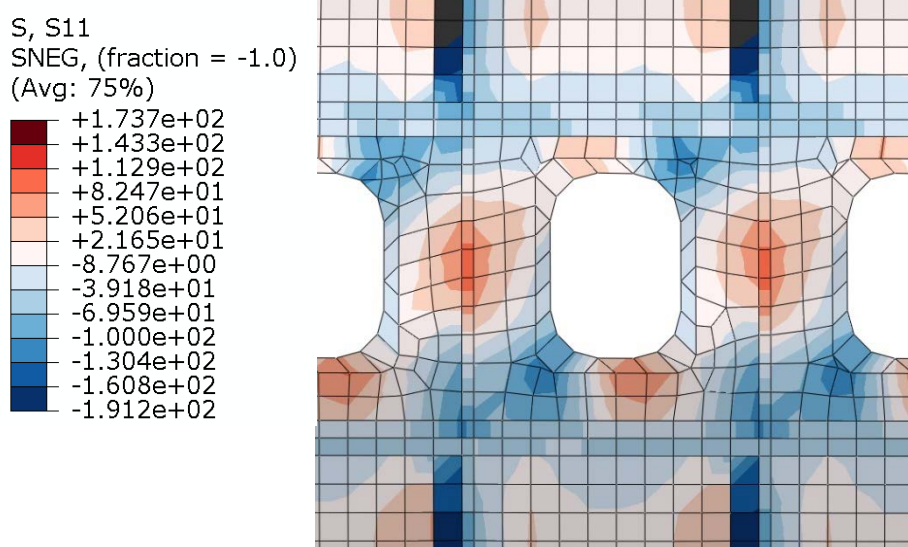 S, S11
SNEG, (fraction = -1.0)
(Avg: 75%)
+1.737e+02
+1.433e+02
+1.129e+02
+8.247e+01
+5.206e+01
+2.165e+01
-8.767e+00
-3.918e+01
-6.959e+01
-1.000e+02
-1.304e+02
-1.608e+02
-1.912e+02